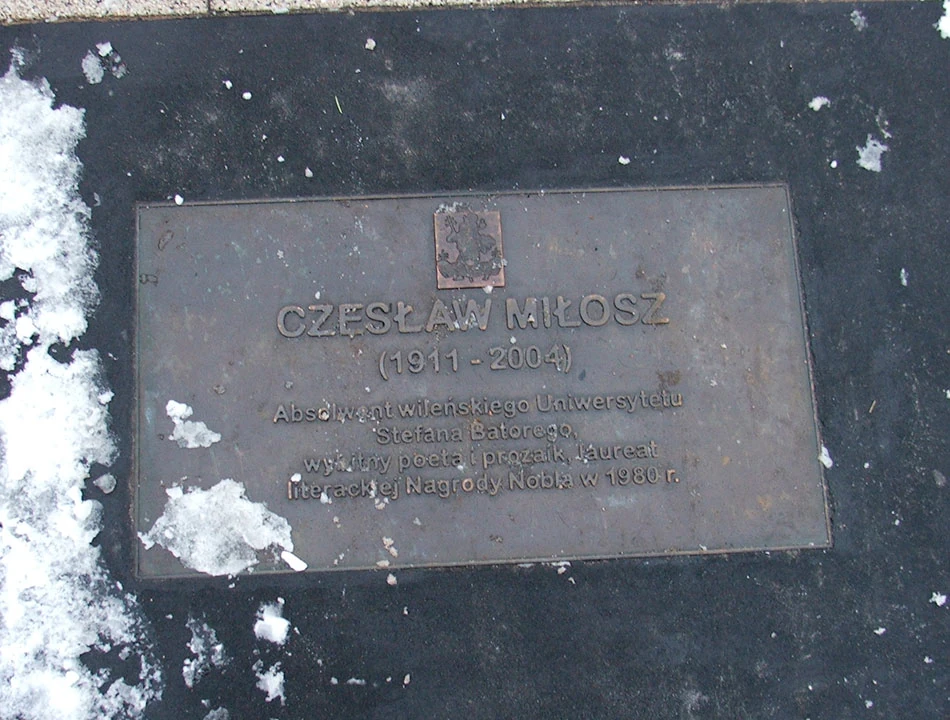 CZESŁAW MIŁOSZ
(1911 - 2004)
Absolwent wileńskiego Uniwersytetu
Stefana Batorego,
wybitny poeta i prozaik, laureat
literackiej Nagrody Nobla w 1980 r.